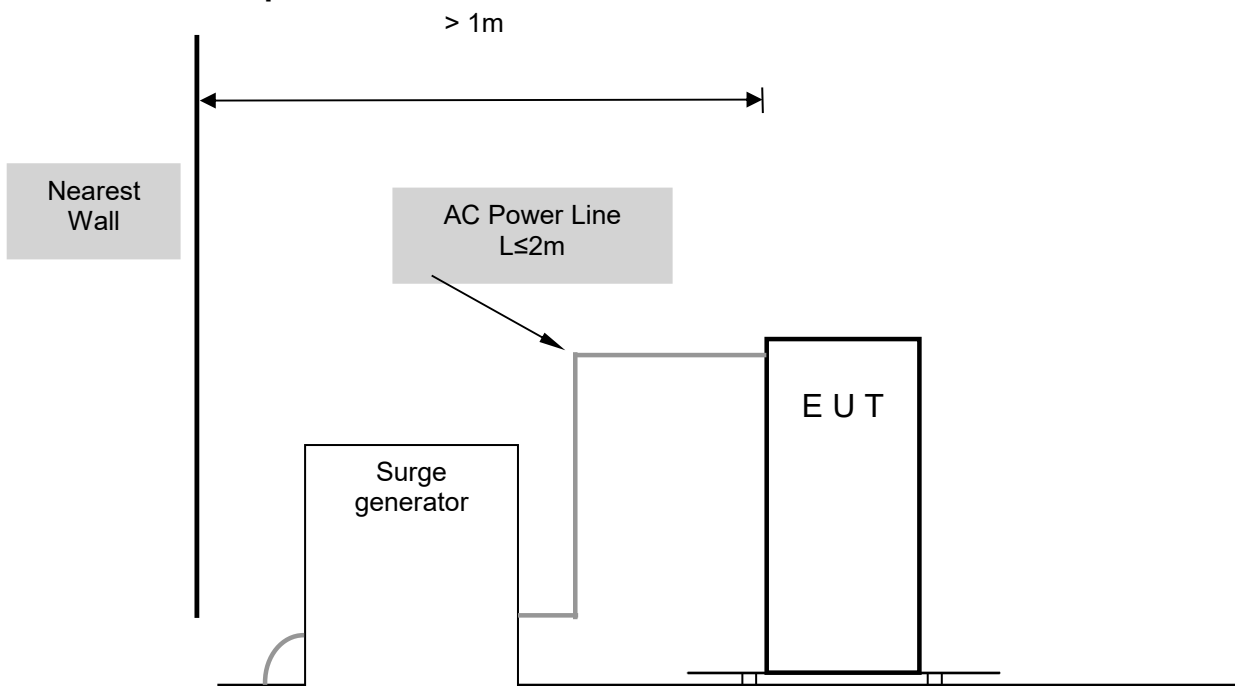 > 1m
Nearest
Wall
AC Power Line
L≤2m
E U T
Surge
generator